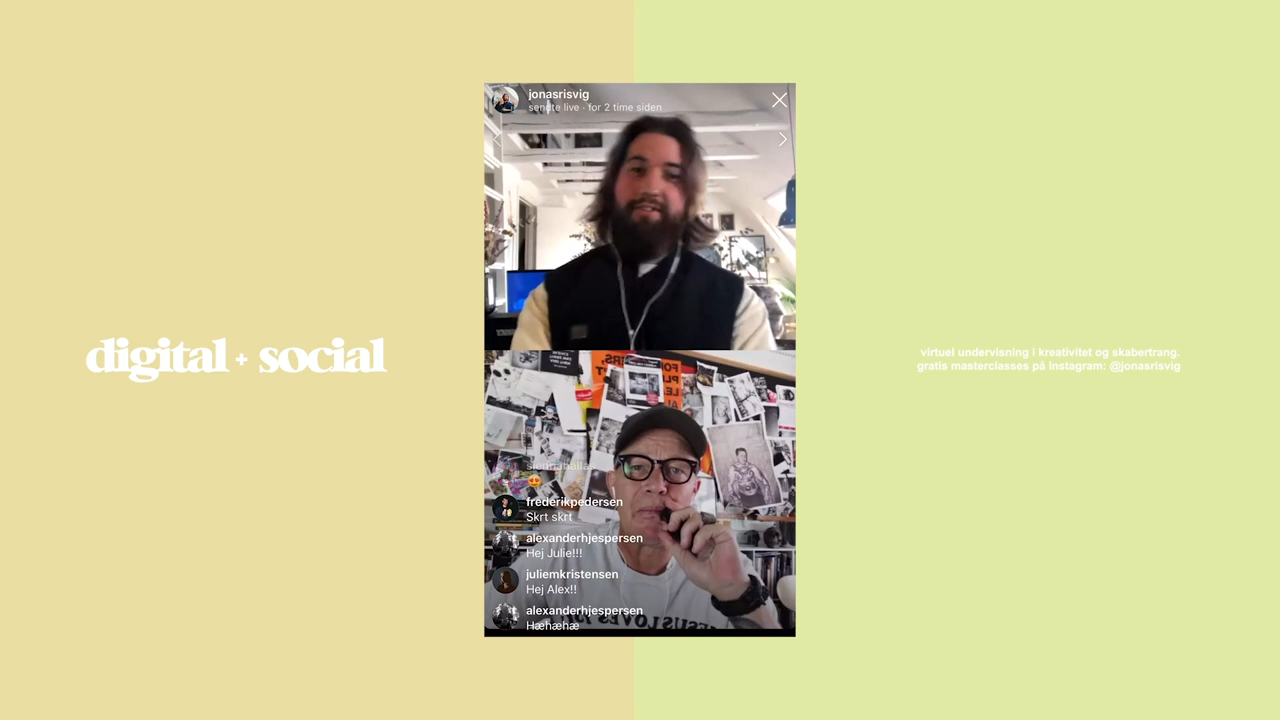 digital + social
jonasrisvig
sendte live · for 2 time siden
siennahallas
😍
frederikpedersen
Skrt skrt
alexanderhjespersen
Hej Julie!!!
juliemkristensen
Hej Alex!!
alexanderhjespersen
Hæhæhæ
virtuel undervisning i kreativitet og skabertrang.
gratis masterclasses på Instagram: @jonasrisvig